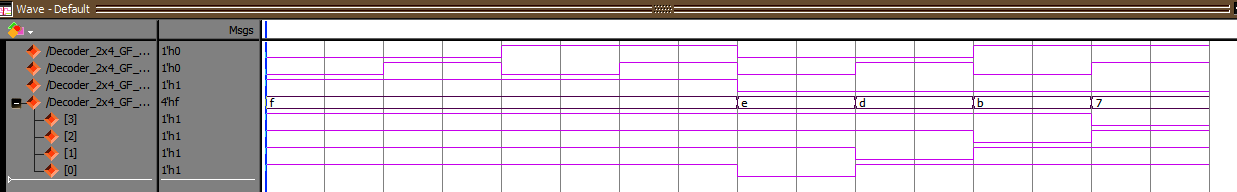 Wave - Default
Msgs
/Decoder_2x4_GF_... 1'h0
/Decoder_2x4_GF_... 1'h0
/Decoder_2x4_GF_... 1'h1
/Decoder_2x4_GF_... 4'hf f e d b 7
[3] 1'h1
[2] 1'h1
[1] 1'h1
[0] 1'h1